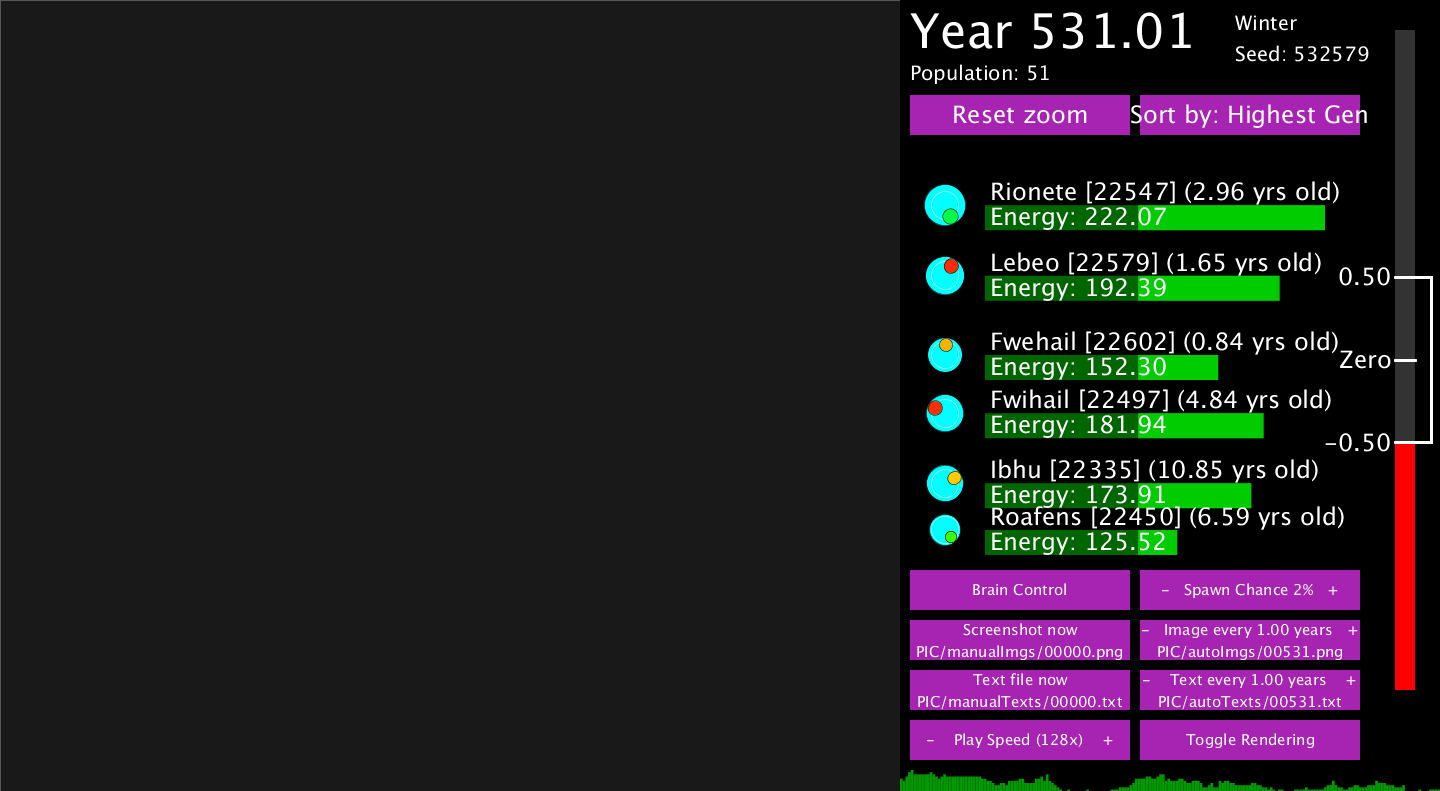 Year 531.01
Winter
Seed: 532579
Population: 51
Reset zoom
Sort by: Highest Gen
Rionete [22547] (2.96 yrs old)
Energy: 222.07
Lebeo [22579] (1.65 yrs old)
Energy: 192.39
0.50
Fwehail [22602] (0.84 yrs old)
Energy: 152.30
Zero
Fwihail [22497] (4.84 yrs old)
Energy: 181.94
-0.50
Ibhu [22335] (10.85 yrs old)
Energy: 173.91
Roafens [22450] (6.59 yrs old)
Energy: 125.52
Brain Control
- Spawn Chance 2% +
Screenshot now
PIC/manualImgs/00000.png
- Image every 1.00 years +
PIC/autoImgs/00531.png
Text file now
PIC/manualTexts/00000.txt
- Text every 1.00 years +
PIC/autoTexts/00531.txt
- Play Speed (128x) +
Toggle Rendering